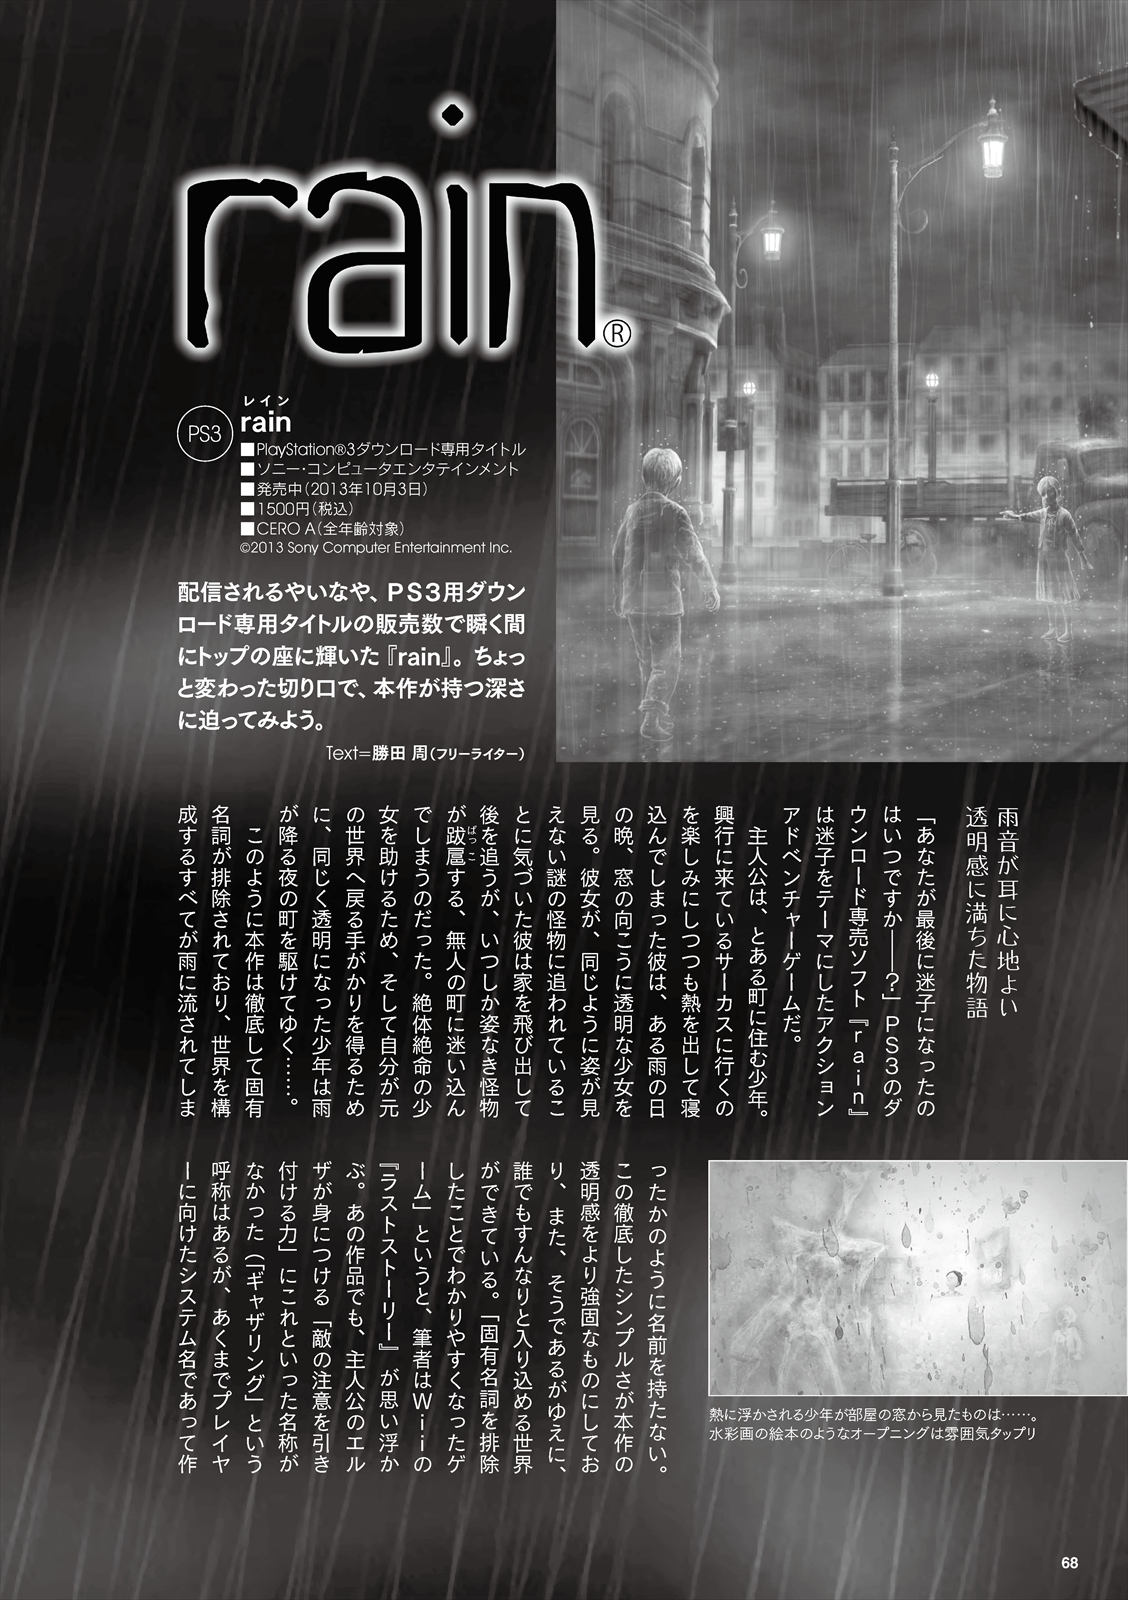 rain®
PS3
レイン
rain
■PlayStation®3ダウンロード専用タイトル
■ソニー・コンピュータエンタテインメント
■発売中（2013年10月3日）
■1500円（税込）
■CERO A（全年齢対象）
©2013 Sony Computer Entertainment Inc.
配信されるやいなや、PS3用ダウン
ロード専用タイトルの販売数で瞬く間
にトップの座に輝いた『rain』。ちょっ
と変わった切り口で、本作が持つ深さ
に迫ってみよう。
Text=勝田 周（フリーライター）
雨音が耳に心地よい
透明感に満ちた物語
「あなたが最後に迷子になったの
はいつですか――？」PS3のダ
ウンロード専売ソフト『rain』
は迷子をテーマにしたアクション
アドベンチャーゲームだ。
主人公は、とある町に住む少年。
興行に来ているサーカスに行くの
を楽しみにしつつも熱を出して寝
込んでしまった彼は、ある雨の日
の晩、窓の向こうに透明な少女を
見る。彼女が、同じように姿が見
えない謎の怪物に追われているこ
とに気づいた彼は家を飛び出して
後を追うが、いつしか姿なき怪物
が跋扈する、無人の町に迷い込ん
ばっこ
でしまうのだった。絶体絶命の少
女を助けるため、そして自分が元
の世界へ戻る手がかりを得るため
に、同じく透明になった少年は雨
が降る夜の町を駆けてゆく……。
このように本作は徹底して固有
名詞が排除されており、世界を構
成するすべてが雨に流されてしま
ったかのように名前を持たない。
この徹底したシンプルさが本作の
透明感をより強固なものにしてお
り、また、そうであるがゆえに、
誰でもすんなりと入り込める世界
ができている。「固有名詞を排除
したことでわかりやすくなったゲ
ーム」というと、筆者はWiiの
『ラストストーリー』が思い浮か
ぶ。あの作品でも、主人公のエル
ザが身につける「敵の注意を引き
付ける力」にこれといった名称が
なかった（「ギャザリング」という
呼称はあるが、あくまでプレイヤ
ーに向けたシステム名であって作
熱に浮かされる少年が部屋の窓から見たものは……。
水彩画の絵本のようなオープニングは雰囲気タップリ
68